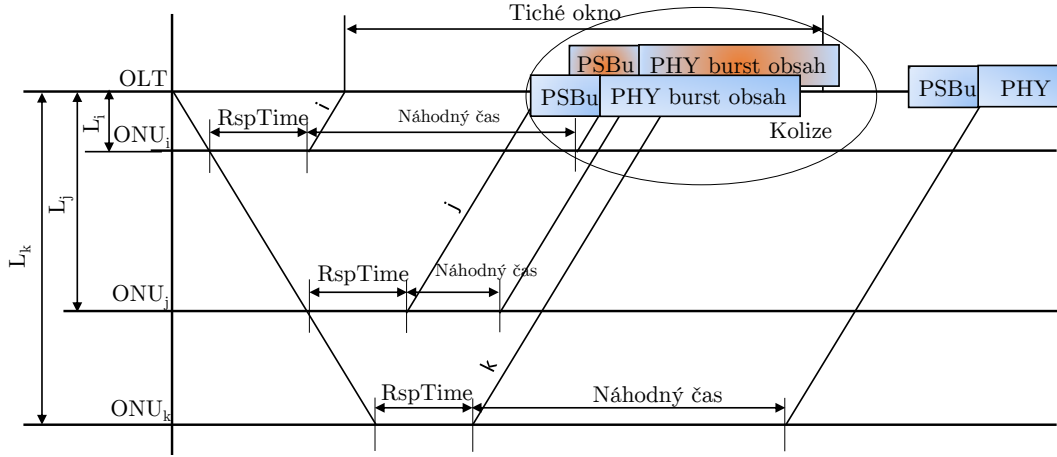 Tiché okno
PSBu PHY burst obsah
OLT
PSBu PHY burst obsah
PSBu PHY
L_i
i
RspTime
Náhodný čas
Kolize
ONU_i
L_j
j
L_k
RspTime
Náhodný čas
ONU_j
k
RspTime
Náhodný čas
ONU_k